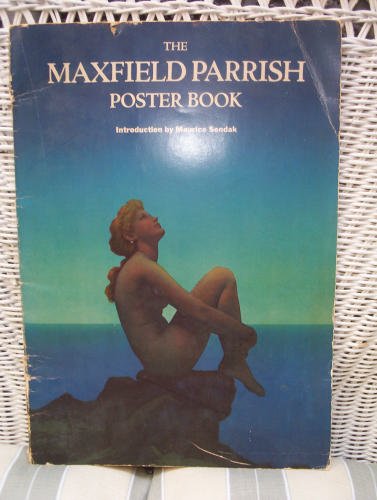 THE
MAXFIELD PARRISH
POSTER BOOK
Introduction by Maurice Sendak